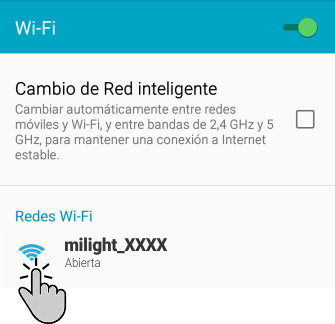 Wi-Fi
Cambio de Red inteligente
Cambiar automáticamente entre redes
móviles y Wi-Fi, y entre bandas de 2,4 GHz y 5
GHz, para mantener una conexión a Internet
estable.
Redes Wi-Fi
milight_XXXX
Abierta